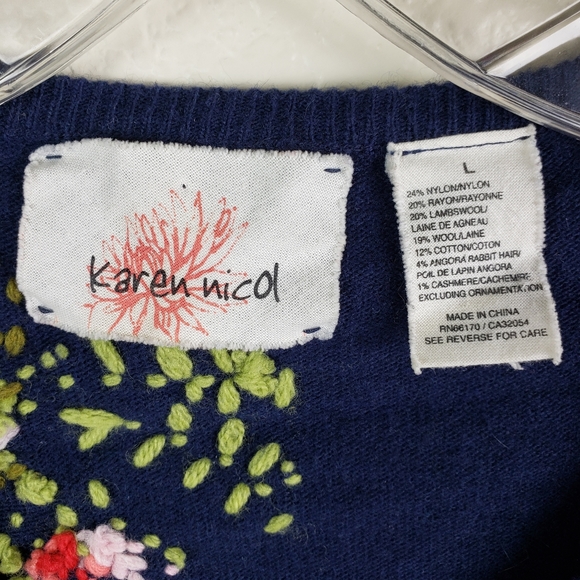 karen nicol
L
24% NYLON/NYLON
20% RAYON/RAYONNE
20% LAMBSWOOL/
LAINE DE AGNEAU
19% WOOL/LAINE
12% COTTON/COTON
4% ANGORA RABBIT HAIR/
POIL DE LAPIN ANGORA
1% CASHMERE/CACHEMIRE
EXCLUDING ORNAMENTATION
MADE IN CHINA
RN66170 / CA32054
SEE REVERSE FOR CARE